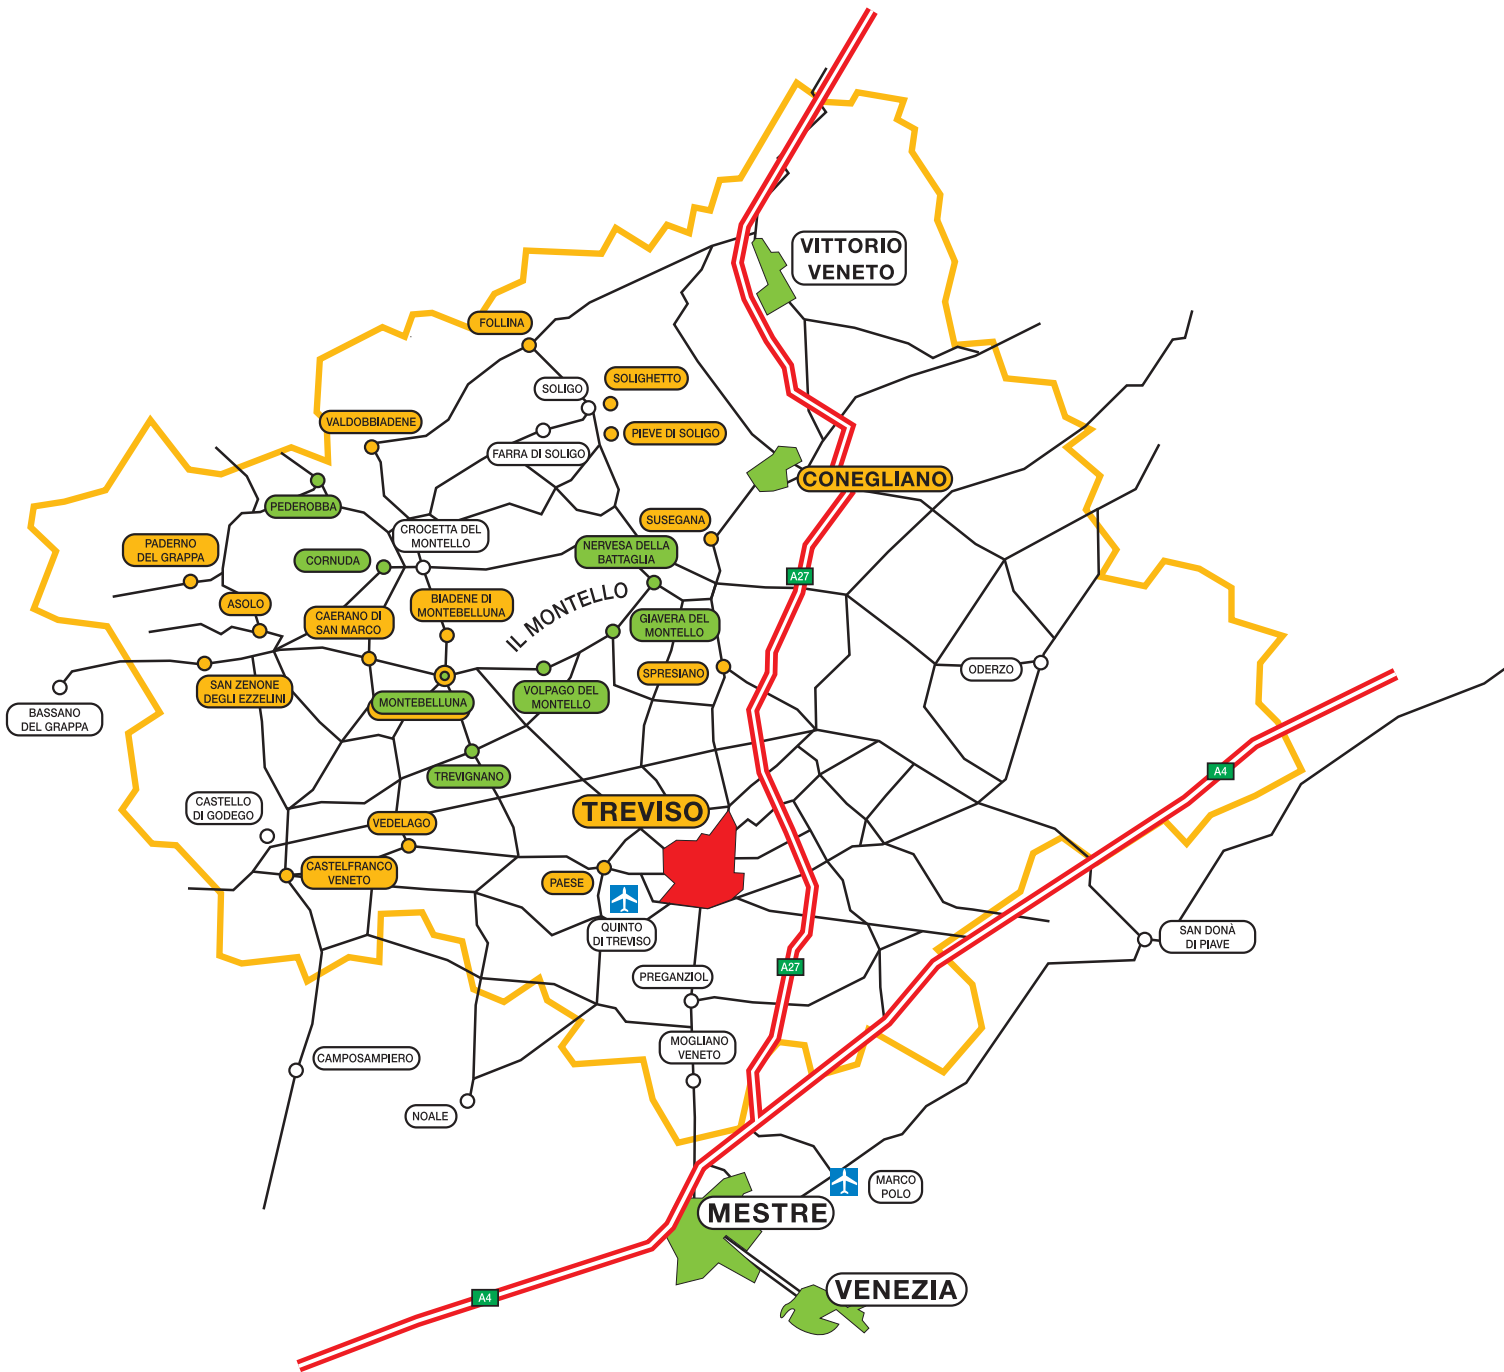 VITTORIO
VENETO
FOLLINA
SOLIGHETTO
SOLIGO
VALDOBBIADENE
PIEVE DI SOLIGO
FARRA DI SOLIGO
CONEGLIANO
PEDEROBBA
SUSEGANA
CROCETTA DEL
MONTELLO
PADERNO
DEL GRAPPA
NERVESA DELLA
BATTAGLIA
CORNUDA
A27
ASOLO
BIADENE DI
MONTEBELLUNA
IL MONTELLO
CAERANO DI
SAN MARCO
GIAVERA DEL
MONTELLO
SPRESIANO
ODERZO
SAN ZENONE
DEGLI EZZELINI
MONTEBELLUNA
VOLPAGO DEL
MONTELLO
BASSANO
DEL GRAPPA
TREVIGNANO
A4
CASTELLO
DI GODEGO
TREVISO
VEDELAGO
CASTELFRANCO
VENETO
PAESE
QUINTO
DI TREVISO
SAN DONÀ
DI PIAVE
A27
PREGANZIOL
MOGLIANO
VENETO
CAMPOSAMPIERO
NOALE
MARCO
POLO
MESTRE
VENEZIA
A4